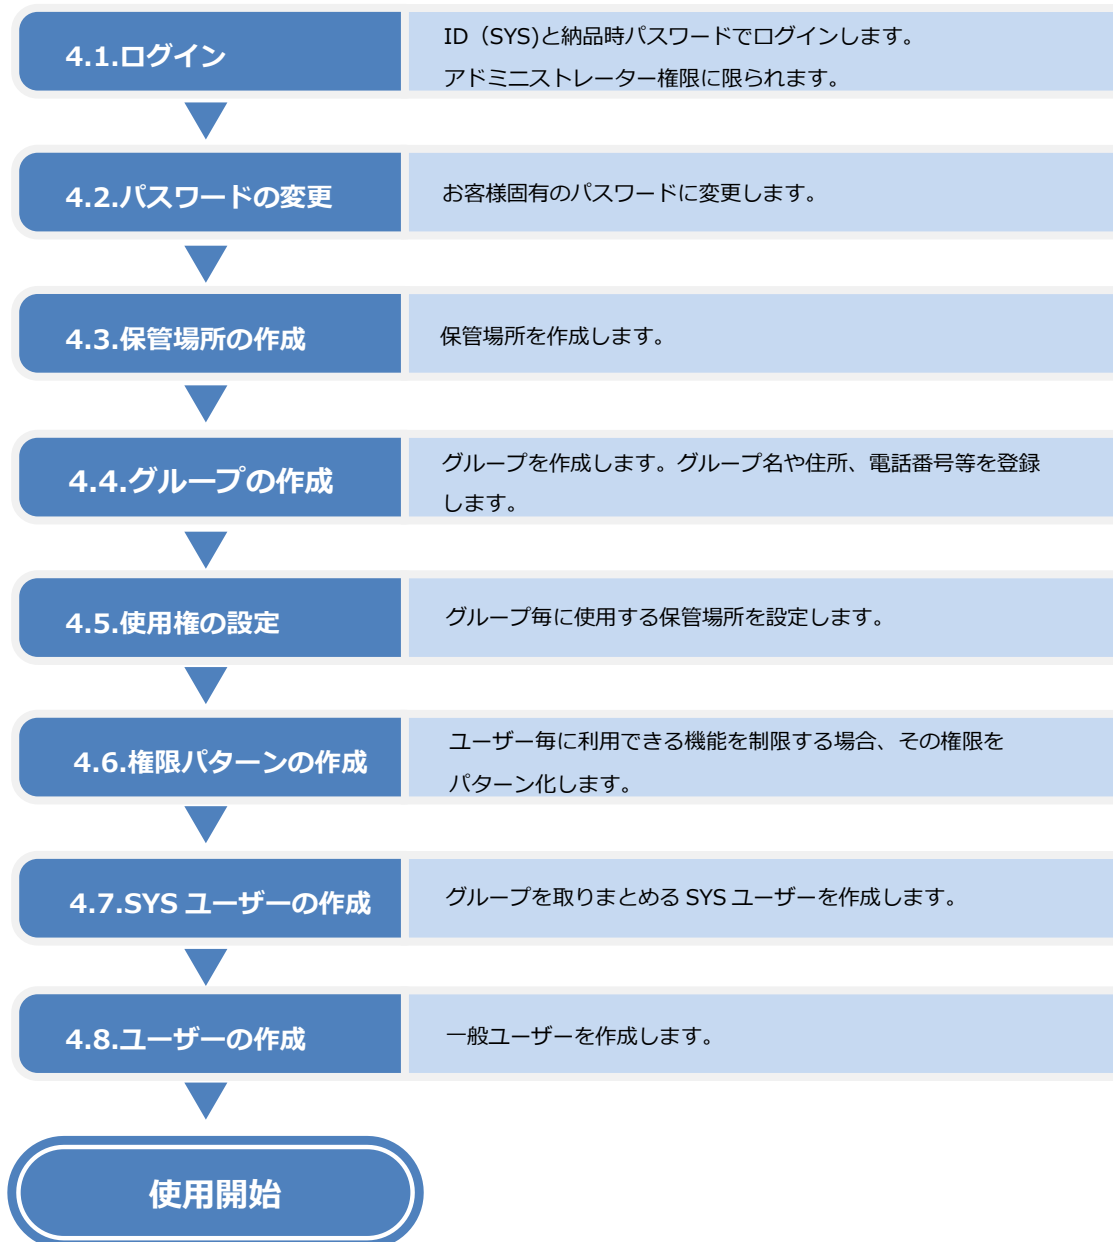 4.1.ログイン
ID（SYS)と納品時パスワードでログインします。
アドミニストレーター権限に限られます。
4.2.パスワードの変更
お客様固有のパスワードに変更します。
4.3.保管場所の作成
保管場所を作成します。
4.4.グループの作成
グループを作成します。グループ名や住所、電話番号等を登録
します。
4.5.使用権の設定
グループ毎に使用する保管場所を設定します。
4.6.権限パターンの作成
ユーザー毎に利用できる機能を制限する場合、その権限を
パターン化します。
4.7.SYS ユーザーの作成
グループを取りまとめる SYS ユーザーを作成します。
4.8.ユーザーの作成
一般ユーザーを作成します。
使用開始